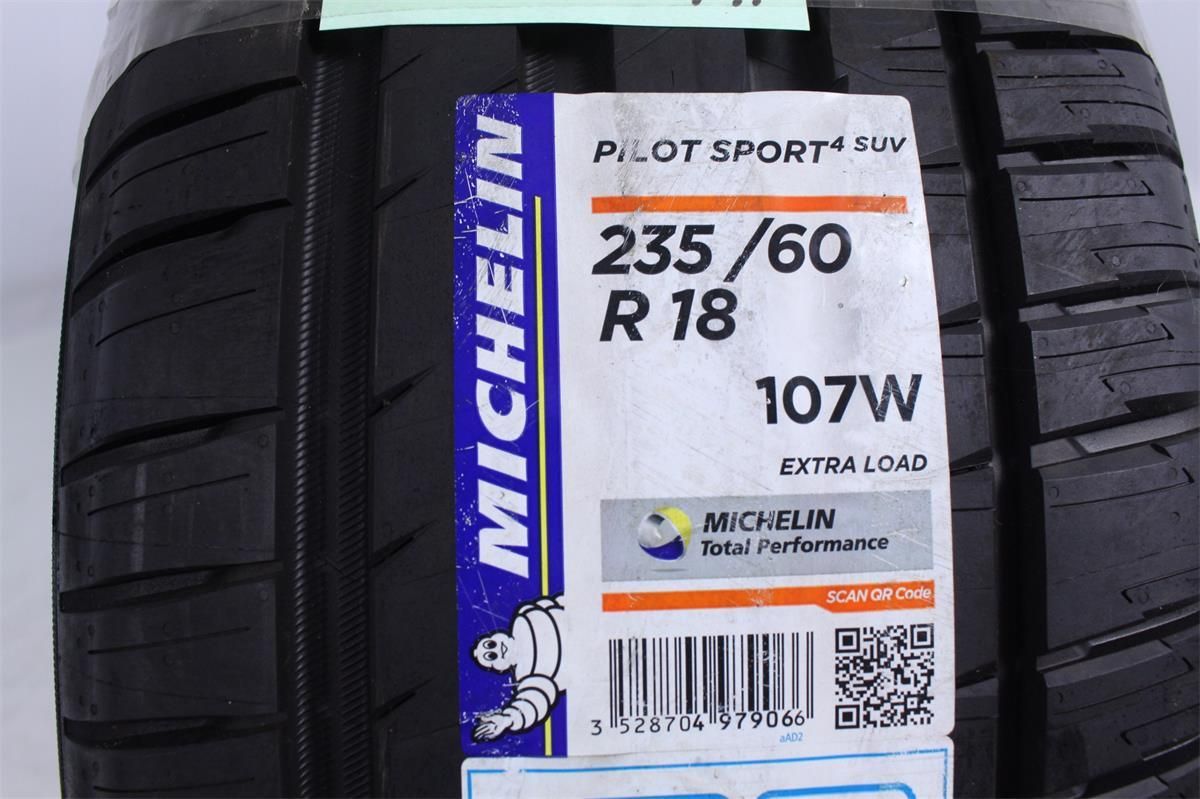 MICHELIN
PILOT SPORT4 SUV
235/60
R 18
107W
EXTRA LOAD
MICHELIN
Total Performance
SCAN QR Code
3 528704 979066
aAD2